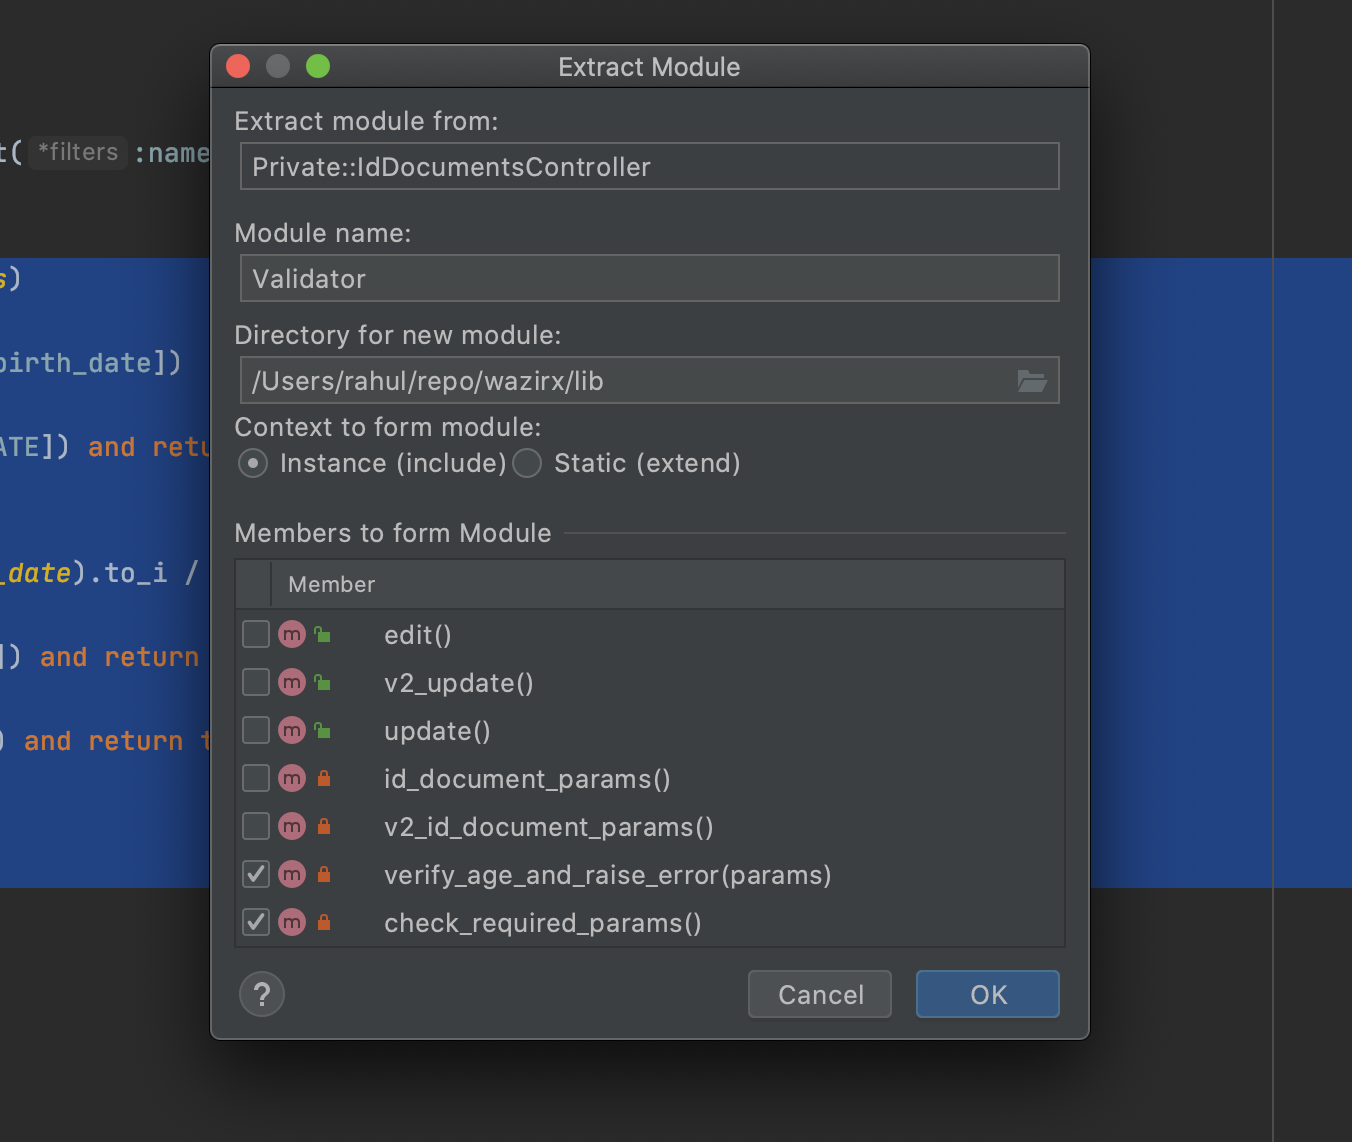 Extract Module
Extract module from:
t( *filters :name
Private::IdDocumentsController
Module name:
s)
Validator
Directory for new module:
birth_date])
/Users/rahul/repo/wazirx/lib
Context to form module:
ATE]) and retu
Instance (include) Static (extend)
Members to form Module
_date).to_i /
Member
edit()
]) and return
v2_update()
update()
) and return t
id_document_params()
v2_id_document_params()
verify_age_and_raise_error(params)
check_required_params()
? Cancel OK